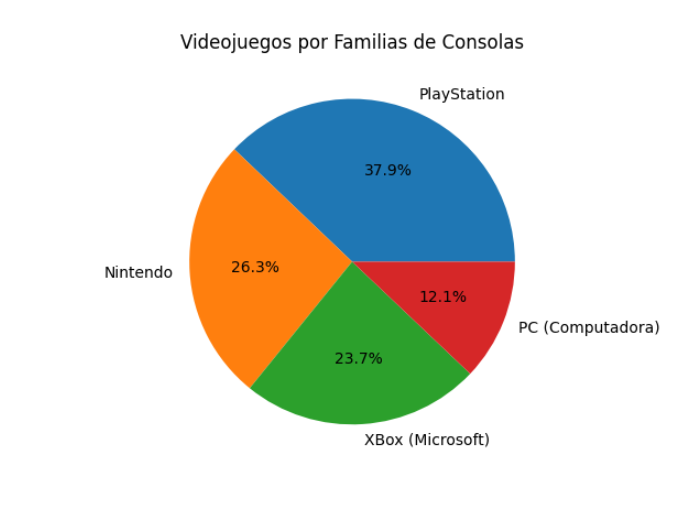 Videojuegos por Familias de Consolas
PlayStation
37.9%
Nintendo
26.3%
12.1%
PC (Computadora)
23.7%
XBox (Microsoft)